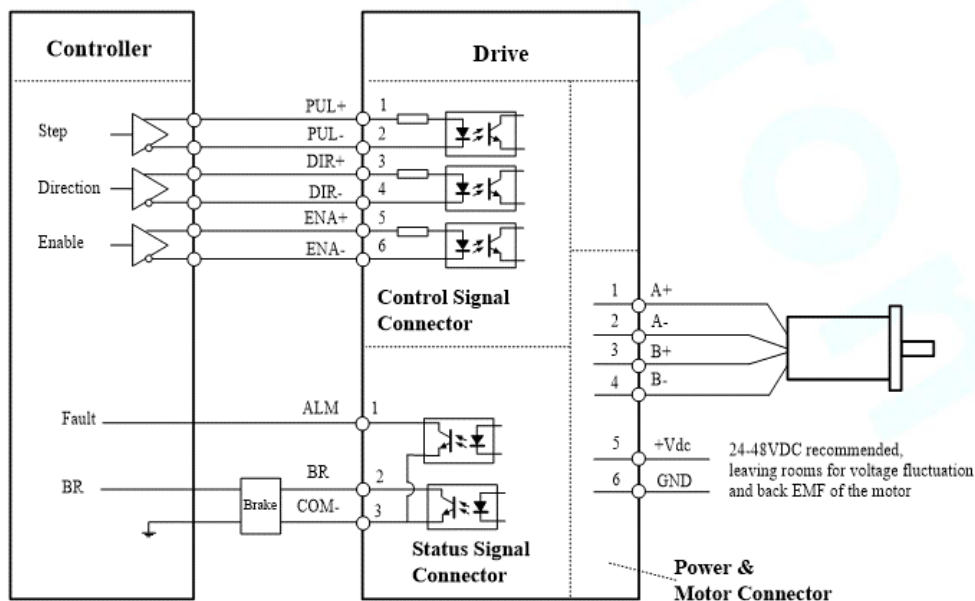 Controller
Drive
Step
PUL+ 1
PUL- 2
Direction
DIR+ 3
DIR- 4
Enable
ENA+ 5
ENA- 6
Control Signal
Connector
1 A+
2 A-
3 B+
4 B-
Fault
ALM 1
BR
BR 2
Brake
COM- 3
5 +Vdc
6 GND
24-48VDC recommended,
leaving rooms for voltage fluctuation
and back EMF of the motor
Status Signal
Connector
Power &
Motor Connector